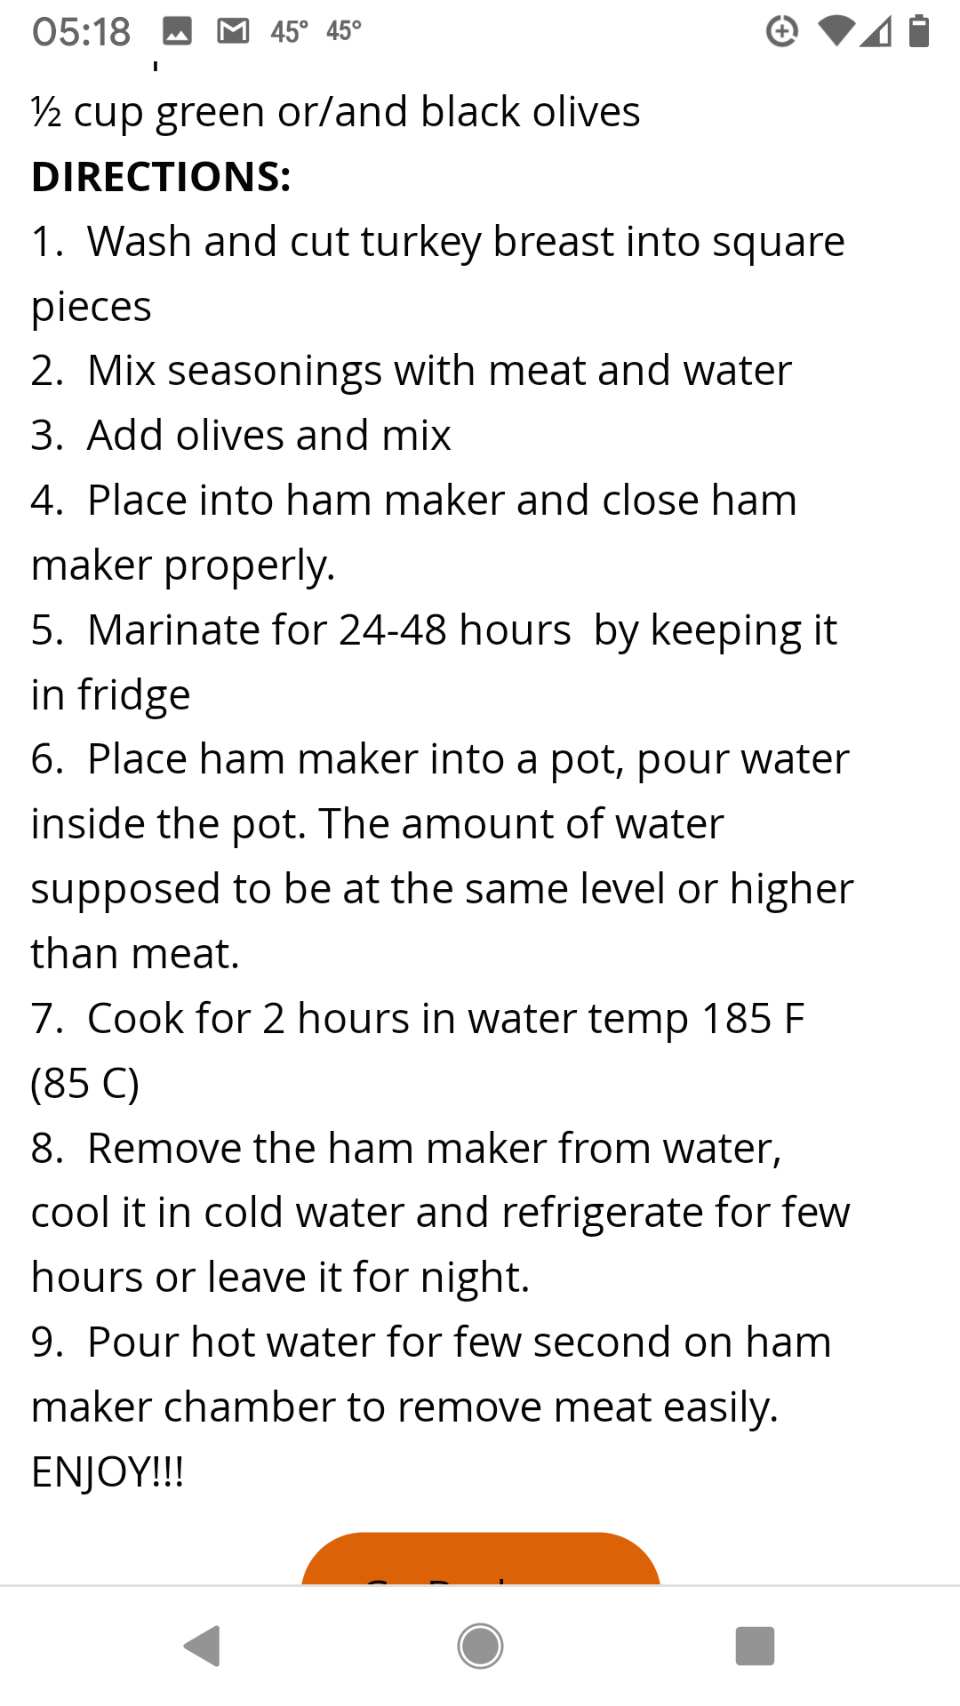 05:18 45° 45°
½ cup green or/and black olives
DIRECTIONS:
1. Wash and cut turkey breast into square
pieces
2. Mix seasonings with meat and water
3. Add olives and mix
4. Place into ham maker and close ham
maker properly.
5. Marinate for 24-48 hours  by keeping it
in fridge
6. Place ham maker into a pot, pour water
inside the pot. The amount of water
supposed to be at the same level or higher
than meat.
7. Cook for 2 hours in water temp 185 F
(85 C)
8. Remove the ham maker from water,
cool it in cold water and refrigerate for few
hours or leave it for night.
9. Pour hot water for few second on ham
maker chamber to remove meat easily.
ENJOY!!!